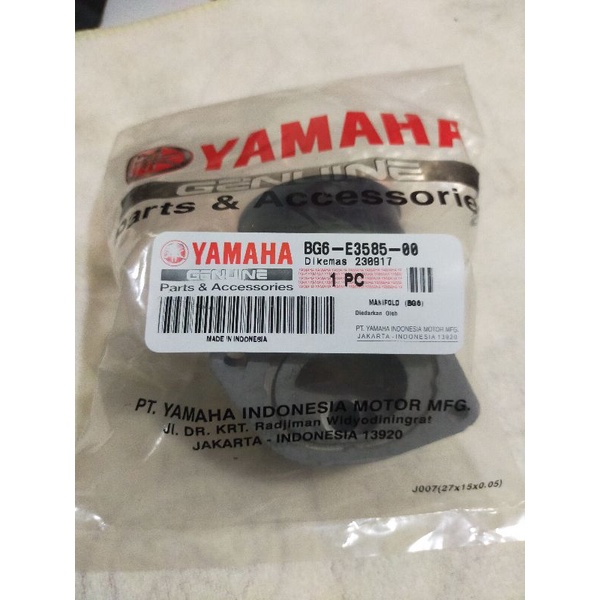 YAMAHA
GENUINE
Parts & Accessories
YAMAHA
GENUINE
Parts & Accessories
MADE IN INDONESIA
BG6-E3585-00
Dikemas 230917
1 PC
MANIFOLD (BG6)
Diedarkan Oleh
PT. YAMAHA INDONESIA MOTOR MFG.
JAKARTA - INDONESIA 13920
PT. YAMAHA INDONESIA MOTOR MFG.
Jl. DR. KRT. Radjiman Widyodiningrat
JAKARTA - INDONESIA 13920
J007(27x15x0.05)